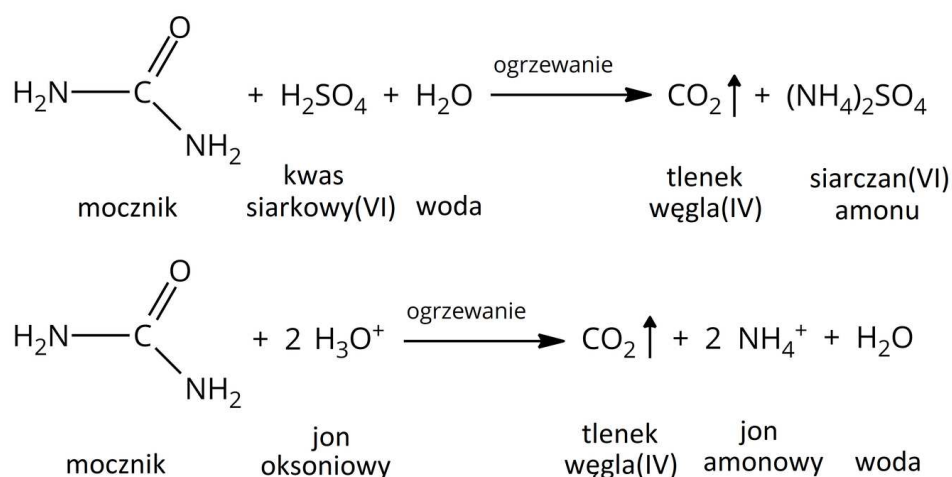 O
ogrzewanie
H₂N C + H₂SO₄ + H₂O → CO₂↑ + (NH₄)₂SO₄
NH₂
mocznik kwas siarkowy(VI) woda tlenek węgla(IV) siarczan(VI) amonu
O
ogrzewanie
H₂N C + 2 H₃O⁺ → CO₂↑ + 2 NH₄⁺ + H₂O
NH₂
mocznik jon oksoniowy tlenek węgla(IV) jon amonowy woda